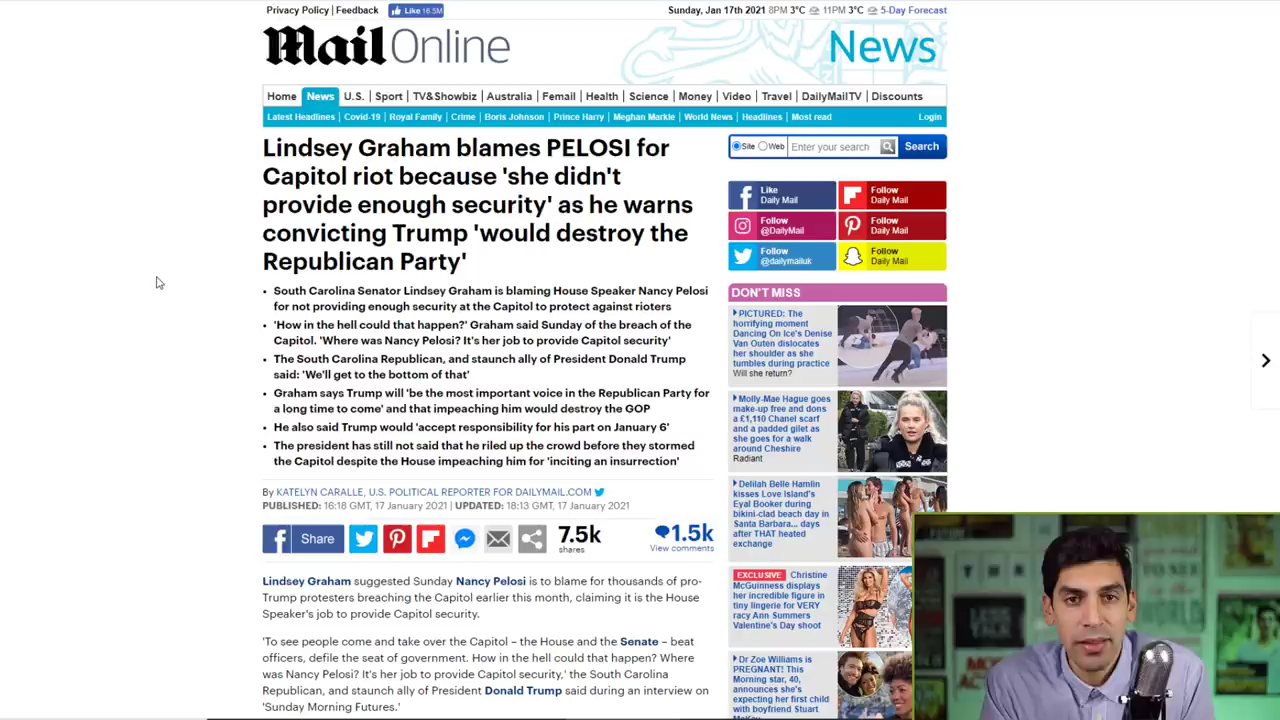 Privacy Policy | Feedback
Like 16.5M
Sunday, Jan 17th 2021 8PM 3°C 11PM 3°C 5-Day Forecast
Mail Online
News
Home News U.S. Sport TV&Showbiz Australia Femail Health Science Money Video Travel DailyMailTV Discounts
Latest Headlines Covid-19 Royal Family Crime Boris Johnson Prince Harry Meghan Markle World News Headlines Most read Login
Lindsey Graham blames PELOSI for
Capitol riot because 'she didn't
provide enough security' as he warns
convicting Trump 'would destroy the
Republican Party'
• South Carolina Senator Lindsey Graham is blaming House Speaker Nancy Pelosi
for not providing enough security at the Capitol to protect against rioters
• 'How in the hell could that happen?' Graham said Sunday of the breach of the
Capitol. 'Where was Nancy Pelosi? It's her job to provide Capitol security'
• The South Carolina Republican, and staunch ally of President Donald Trump
said: 'We'll get to the bottom of that'
• Graham says Trump will 'be the most important voice in the Republican Party for
a long time to come' and that impeaching him would destroy the GOP
• He also said Trump would 'accept responsibility for his part on January 6'
• The president has still not said that he riled up the crowd before they stormed
the Capitol despite the House impeaching him for 'inciting an insurrection'
By KATELYN CARALLE, U.S. POLITICAL REPORTER FOR DAILYMAIL.COM
PUBLISHED: 16:18 GMT, 17 January 2021 | UPDATED: 18:13 GMT, 17 January 2021
Share
7.5k
shares
1.5k
View comments
Lindsey Graham suggested Sunday Nancy Pelosi is to blame for thousands of pro-
Trump protesters breaching the Capitol earlier this month, claiming it is the House
Speaker's job to provide Capitol security.
'To see people come and take over the Capitol – the House and the Senate – beat
officers, defile the seat of government. How in the hell could that happen? Where
was Nancy Pelosi? It's her job to provide Capitol security,' the South Carolina
Republican, and staunch ally of President Donald Trump said during an interview on
'Sunday Morning Futures.'
Site Web Enter your search Search
Like
Daily Mail
Follow
Daily Mail
Follow
@DailyMail
Follow
Daily Mail
Follow
@dailymailuk
Follow
Daily Mail
DON'T MISS
PICTURED: The
horrifying moment
Dancing On Ice's Denise
Van Outen dislocates
her shoulder as she
tumbles during practice
Will she return?
Molly-Mae Hague goes
make-up free and dons
a £1,110 Chanel scarf
and a padded gilet as
she goes for a walk
around Cheshire
Radiant
Delilah Belle Hamlin
kisses Love Island's
Eyal Booker during
bikini-clad beach day in
Santa Barbara... days
after THAT heated
exchange
EXCLUSIVE Christine
McGuinness displays
her incredible figure in
tiny lingerie for VERY
racy Ann Summers
Valentine's Day shoot
Dr Zoe Williams is
PREGNANT! This
Morning star, 40,
announces she's
expecting her first child
with boyfriend Stuart